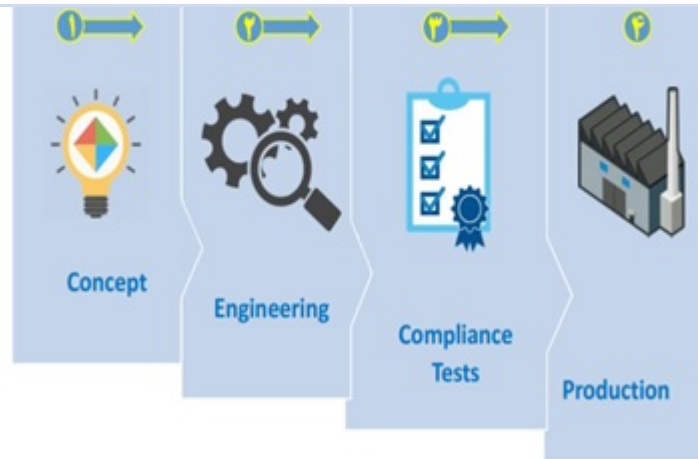 ۱
۲
۳
۴
Concept
Engineering
Compliance
Tests
Production